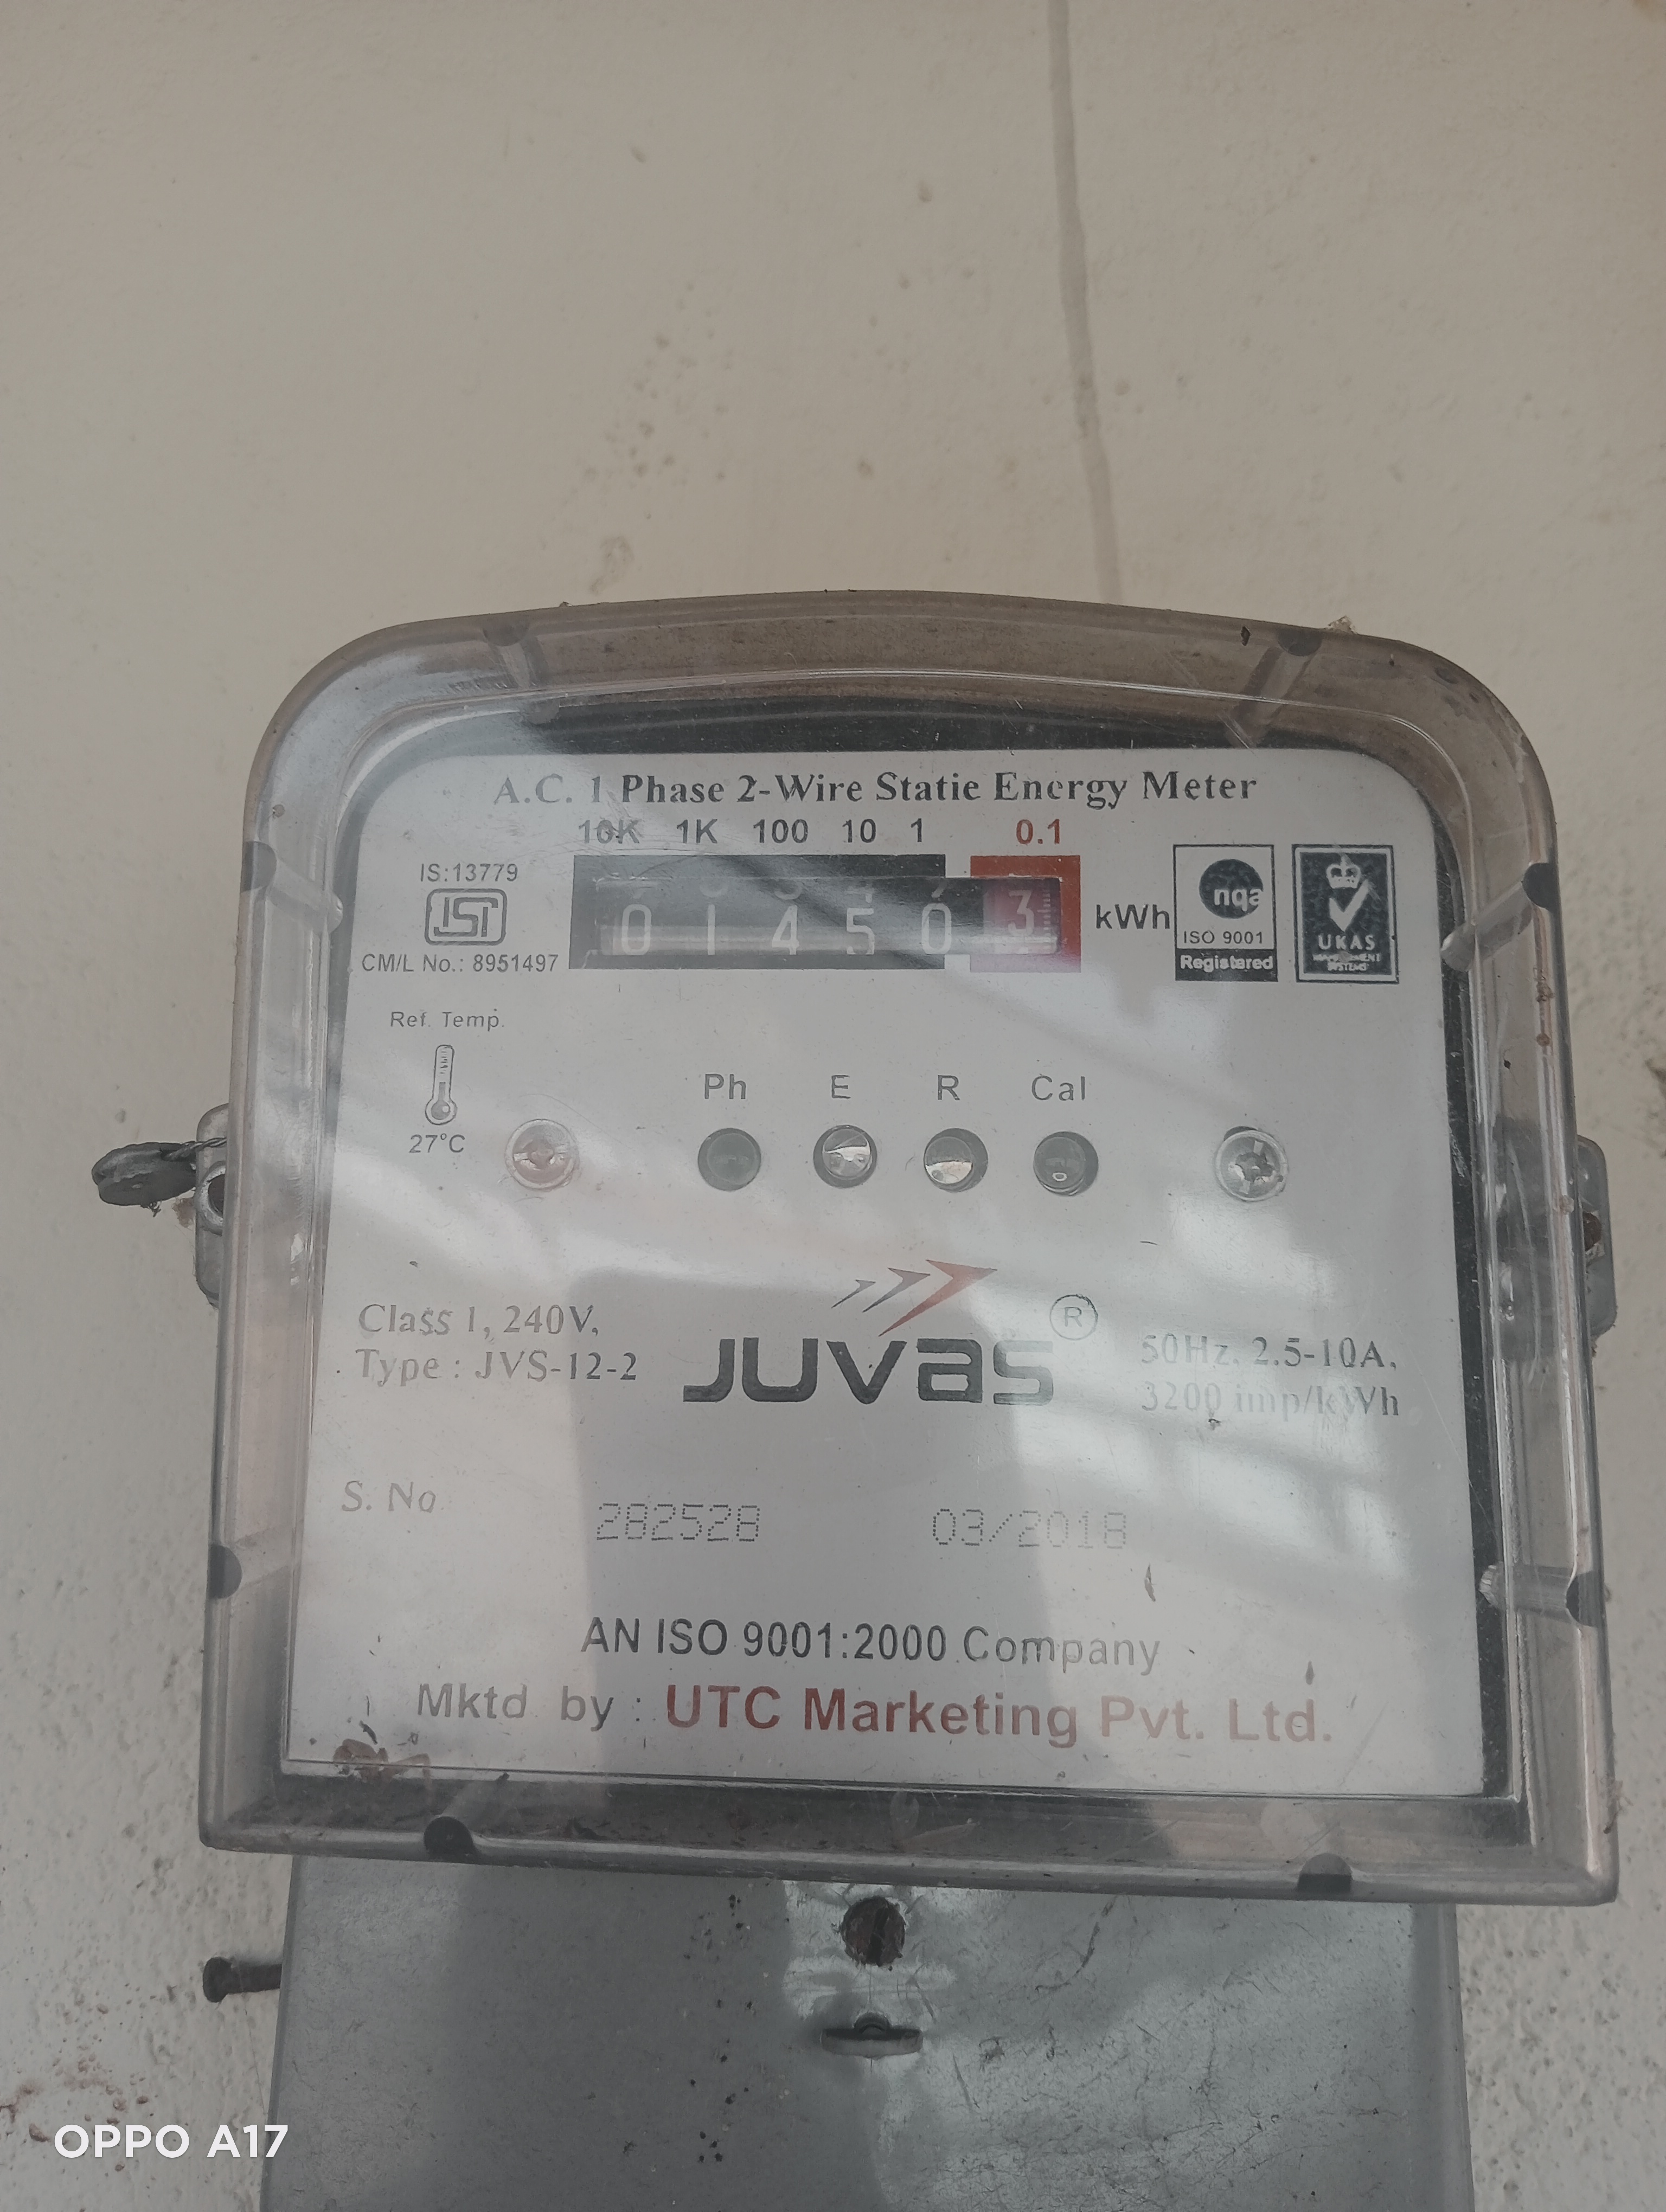 A.C. 1 Phase 2-Wire Statie Energy Meter
10K 1K 100 10 1 0.1
IS:13779
ISI
CM/L No.: 8951497
0 1 4 5 0 3
kWh
nqa
ISO 9001
Registered
UKAS
MANAGEMENT
SYSTEMS
Ref. Temp.
27°C
Ph E R Cal
Class 1, 240V,
Type : JVS-12-2
JUVAS ®
50Hz, 2.5-10A,
3200 imp/kWh
S. No 282528 03/2018
AN ISO 9001:2000 Company
Mktd by : UTC Marketing Pvt. Ltd.
OPPO A17